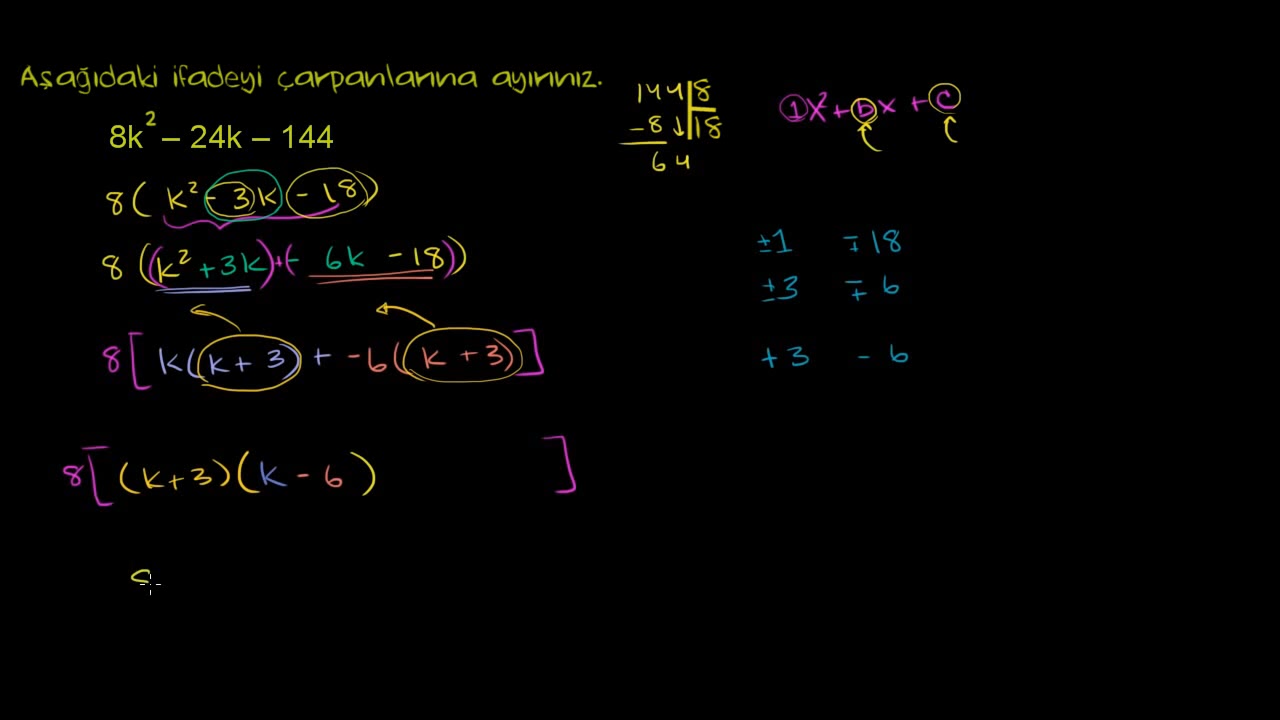 Aşağıdaki ifadeyi çarpanlarına ayırınız.
8k² – 24k – 144
8( k² - 3k - 18)
8 ((k² +3k)+(- 6k - 18))
8[ k(k + 3) + -6(k + 3)]
8[ (k+3)(k - 6) ]
144|8
-8↓|18
64
1x² + bx + c
±1 ∓18
±3 ∓6
+3 - 6